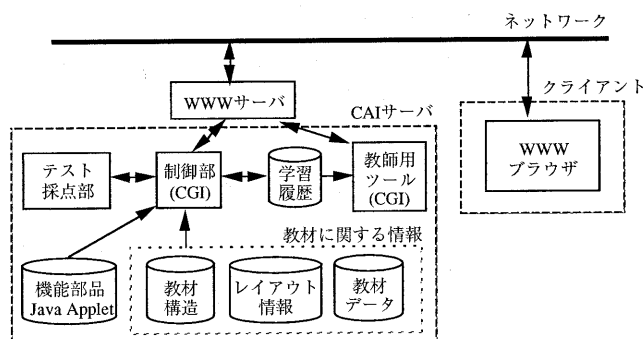 ネットワーク
クライアント
WWWサーバ
CAIサーバ
WWW
ブラウザ
テスト
採点部
制御部
(CGI)
学習
履歴
教師用
ツール
(CGI)
教材に関する情報
機能部品
Java Applet
教材
構造
レイアウト
情報
教材
データ